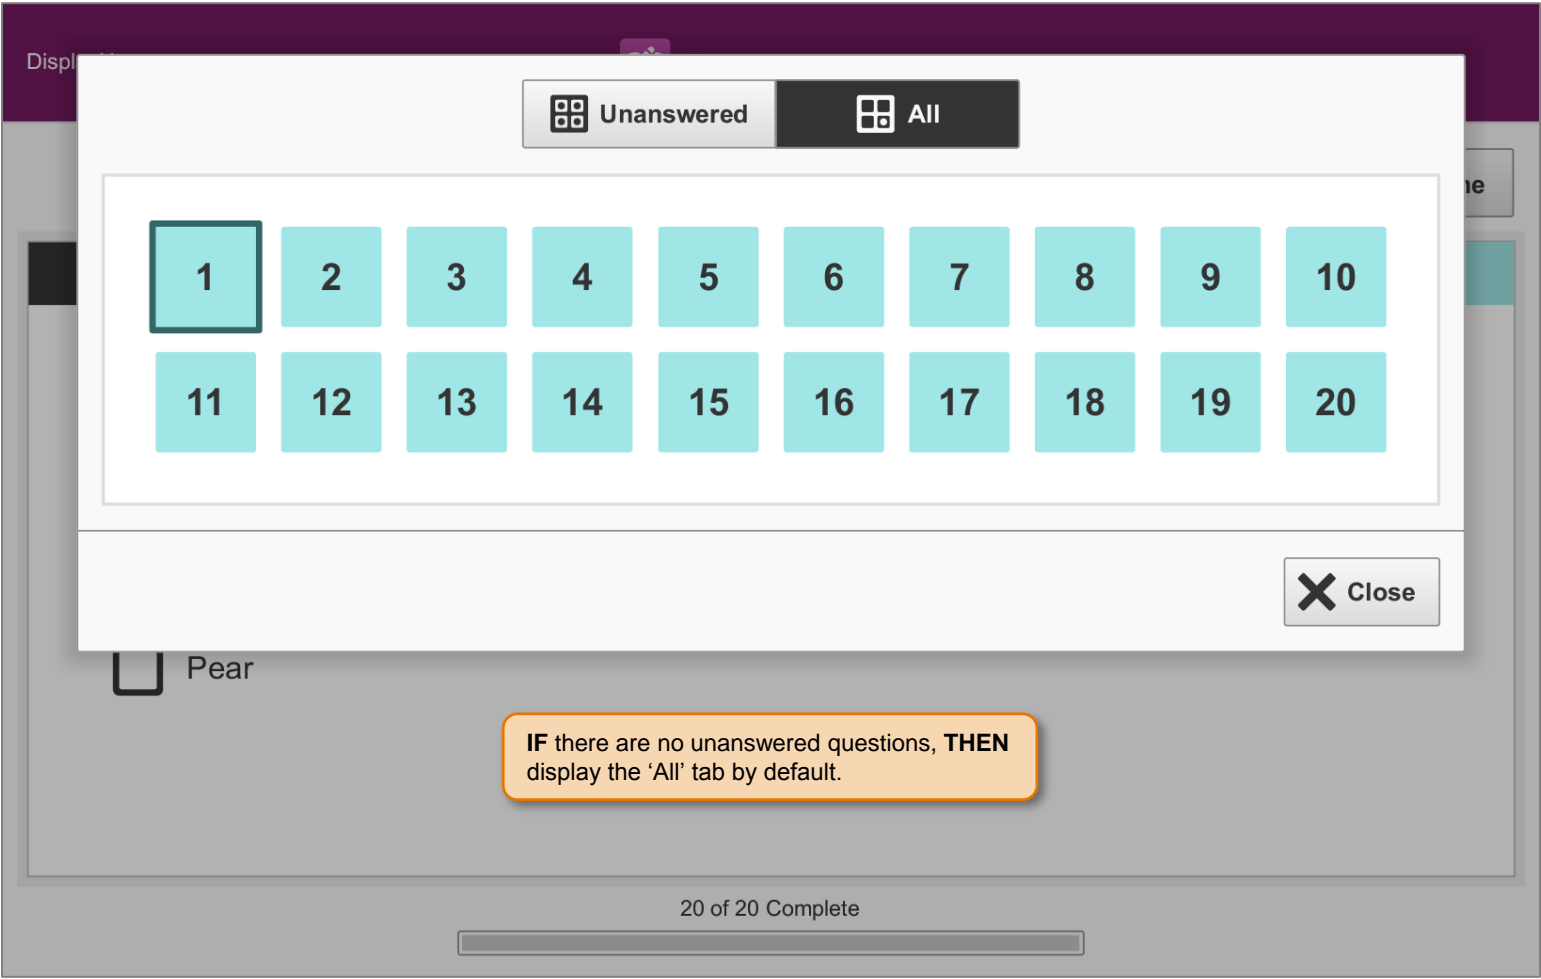 Unanswered All
1 2 3 4 5 6 7 8 9 10
11 12 13 14 15 16 17 18 19 20
Close
Pear
IF there are no unanswered questions, THEN
display the ‘All’ tab by default.
20 of 20 Complete